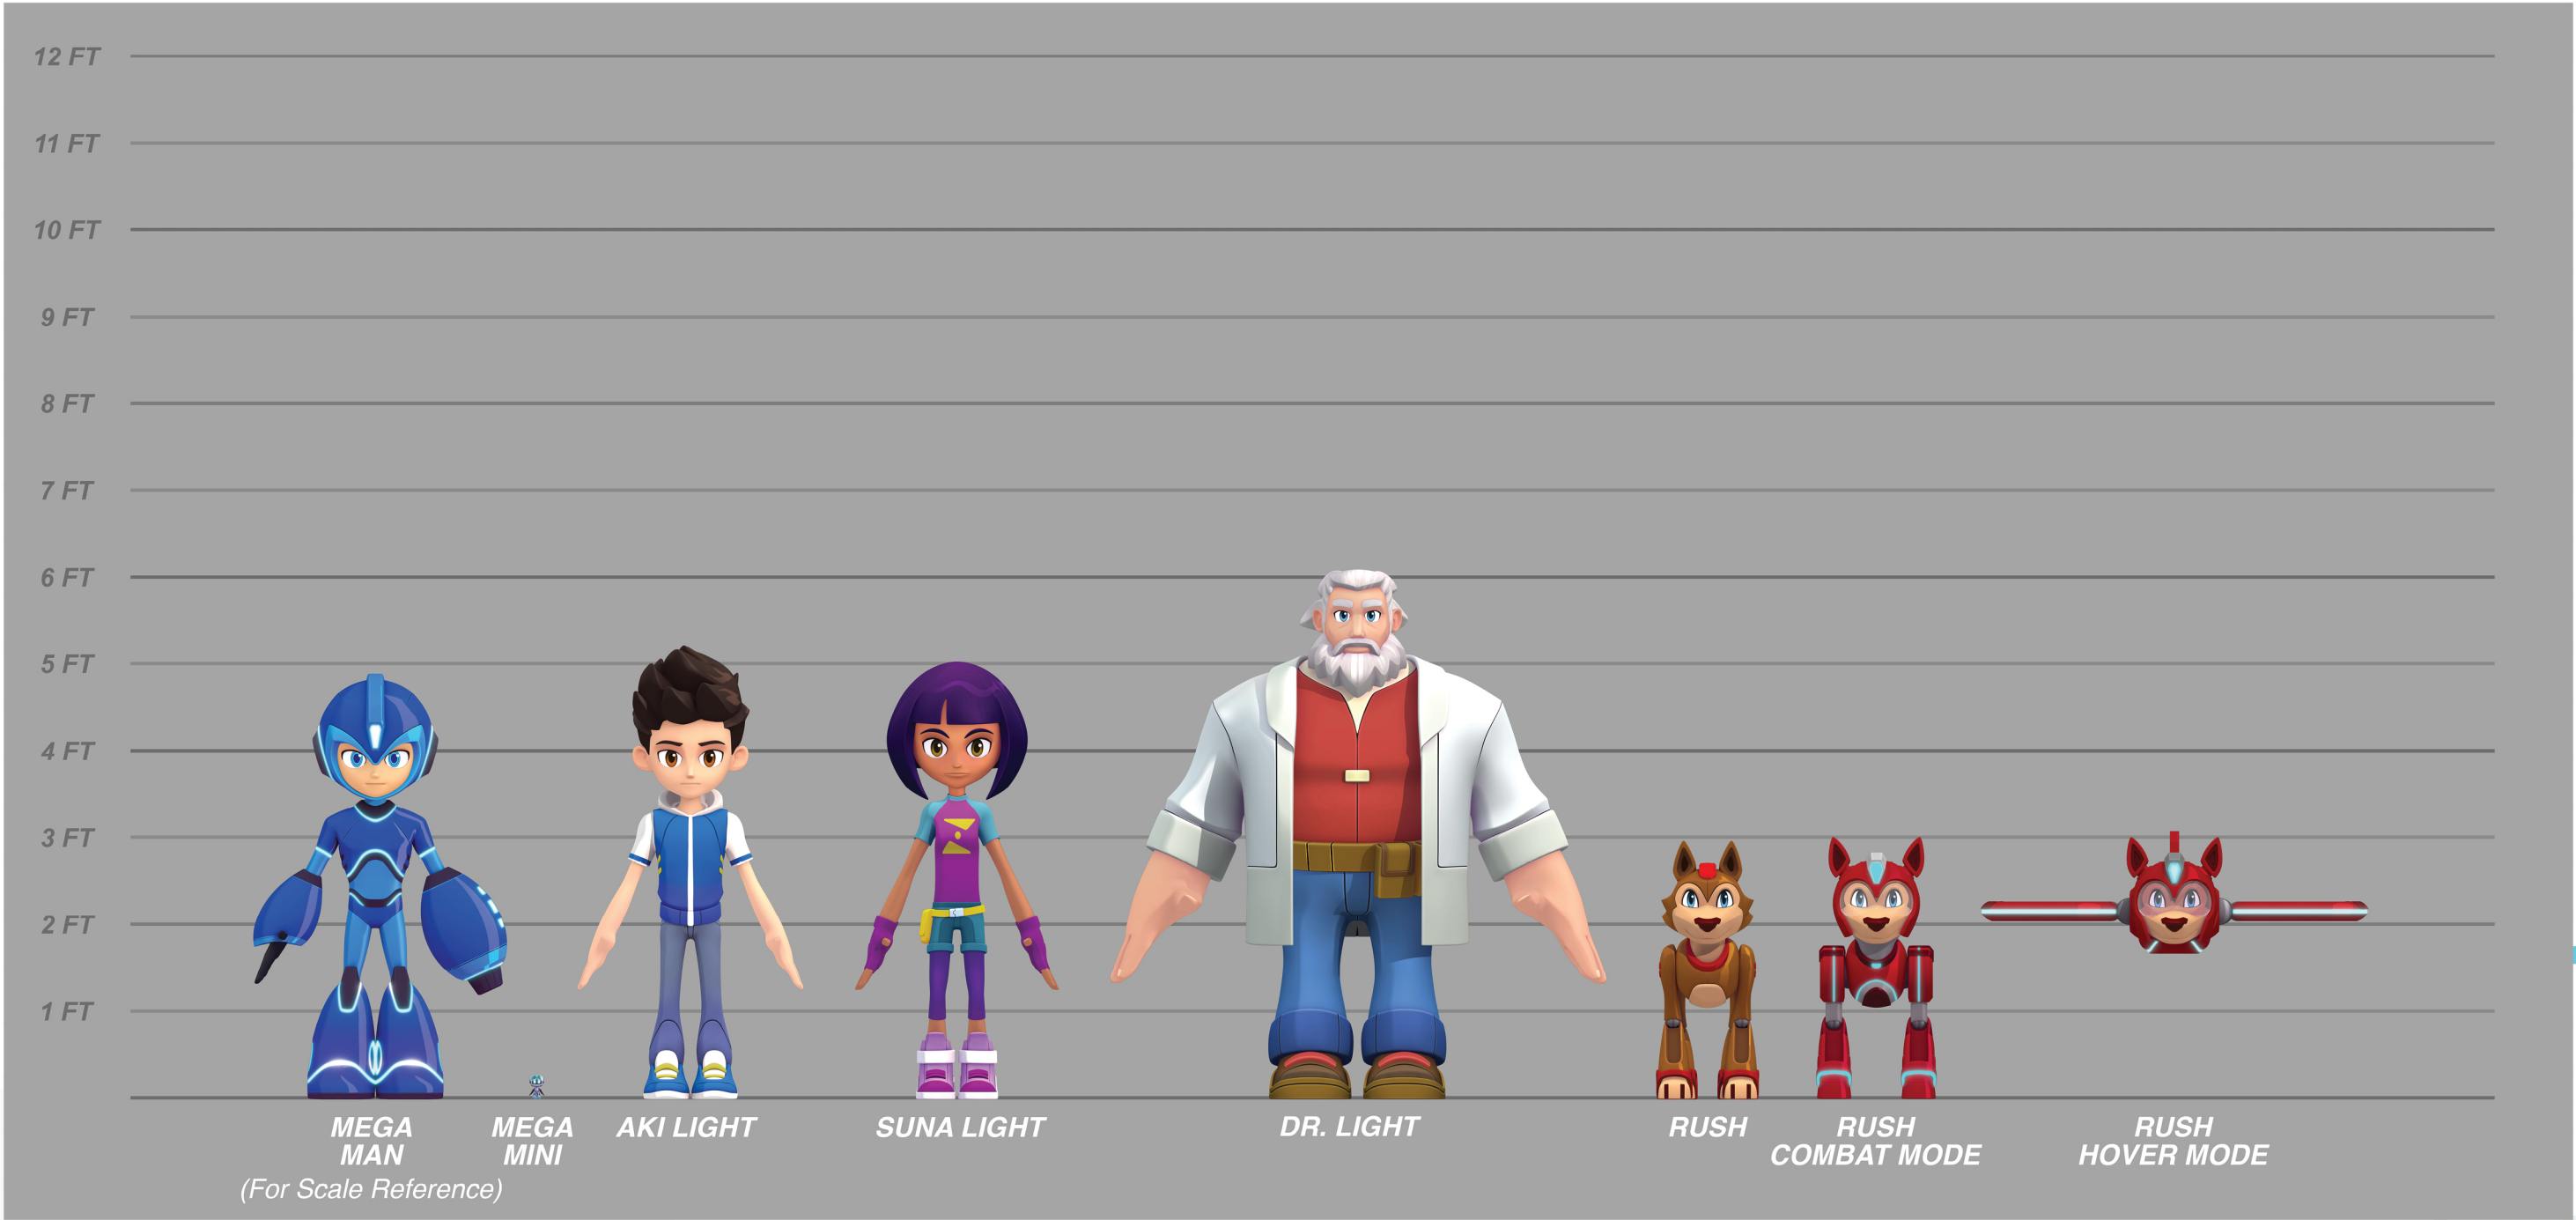 12 FT
11 FT
10 FT
9 FT
8 FT
7 FT
6 FT
5 FT
4 FT
3 FT
2 FT
1 FT
MEGA
MAN
(For Scale Reference)
MEGA
MINI
AKI LIGHT
SUNA LIGHT
DR. LIGHT
RUSH
RUSH
COMBAT MODE
RUSH
HOVER MODE